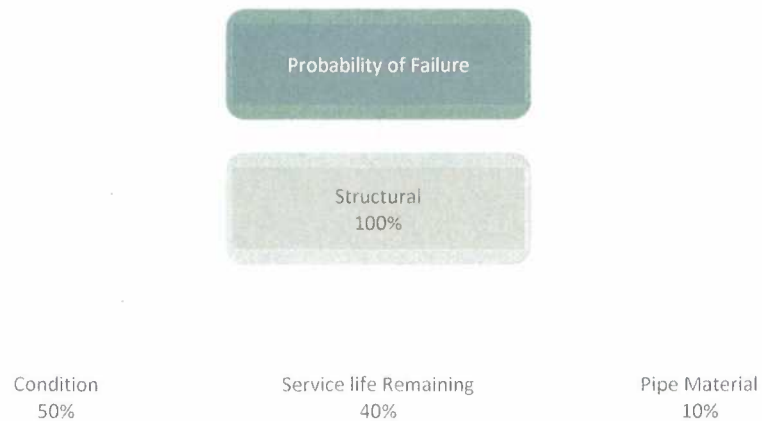 Probability of Failure
Structural
100%
Condition
50%
Service life Remaining
40%
Pipe Material
10%